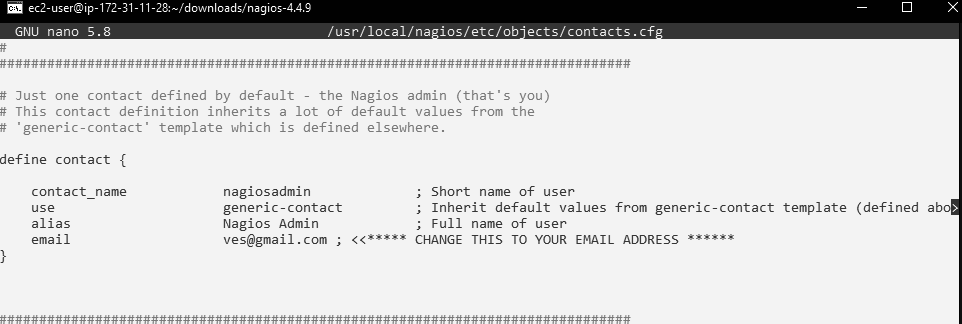 ec2-user@ip-172-31-11-28:~/downloads/nagios-4.4.9
GNU nano 5.8 /usr/local/nagios/etc/objects/contacts.cfg
#
###############################################################################
# Just one contact defined by default - the Nagios admin (that's you)
# This contact definition inherits a lot of default values from the
# 'generic-contact' template which is defined elsewhere.
define contact {
contact_name nagiosadmin ; Short name of user
use generic-contact ; Inherit default values from generic-contact template (defined abo>
alias Nagios Admin ; Full name of user
email ves@gmail.com ; <<***** CHANGE THIS TO YOUR EMAIL ADDRESS ******
}
###############################################################################